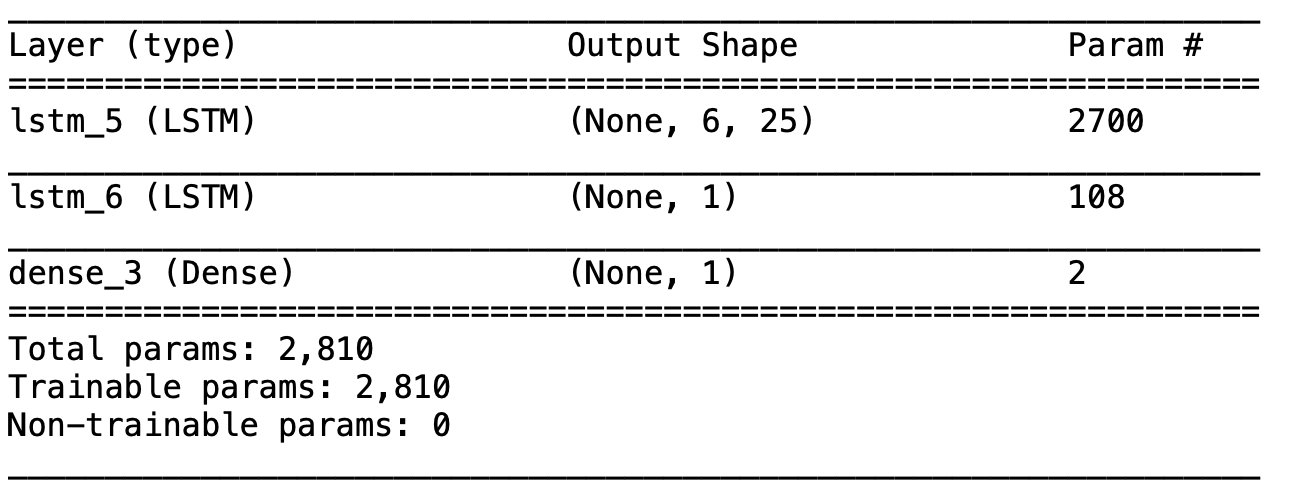 Layer (type) Output Shape Param #
=================================================================
lstm_5 (LSTM) (None, 6, 25) 2700
lstm_6 (LSTM) (None, 1) 108
dense_3 (Dense) (None, 1) 2
=================================================================
Total params: 2,810
Trainable params: 2,810
Non-trainable params: 0